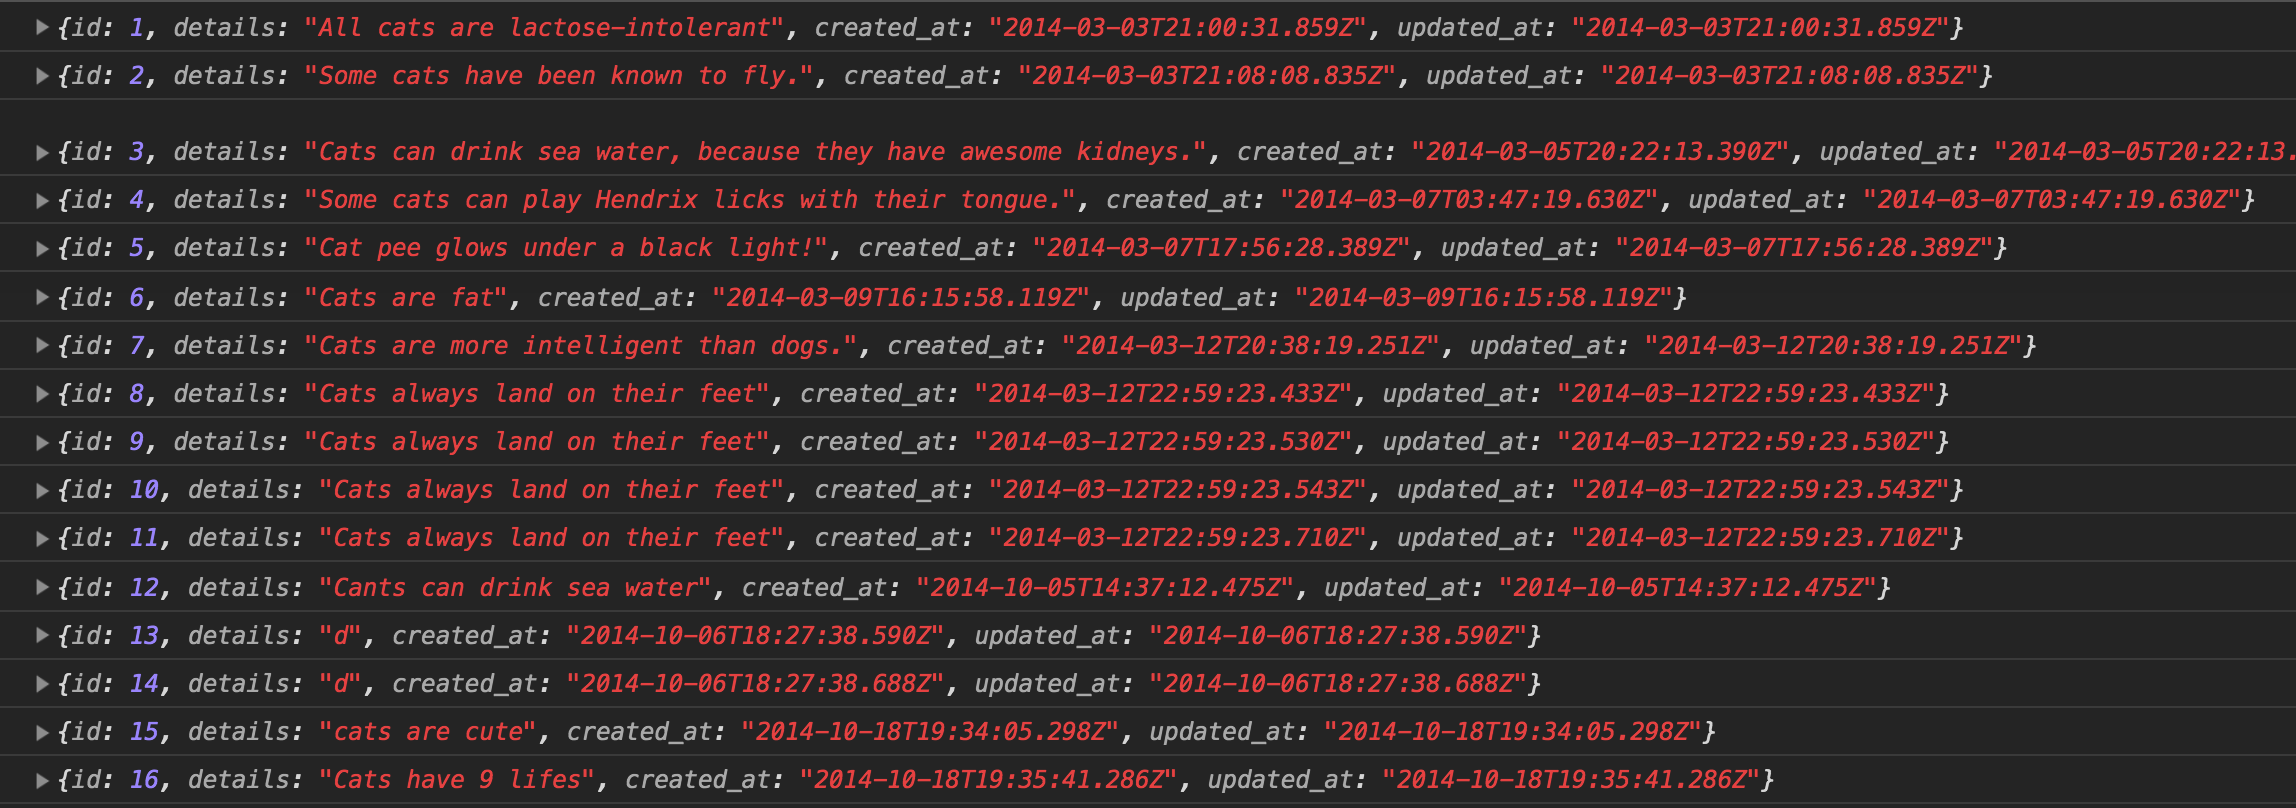 {id: 1, details: "All cats are lactose-intolerant", created_at: "2014-03-03T21:00:31.859Z", updated_at: "2014-03-03T21:00:31.859Z"}
{id: 2, details: "Some cats have been known to fly.", created_at: "2014-03-03T21:08:08.835Z", updated_at: "2014-03-03T21:08:08.835Z"}
{id: 3, details: "Cats can drink sea water, because they have awesome kidneys.", created_at: "2014-03-05T20:22:13.390Z", updated_at: "2014-03-05T20:22:13.
{id: 4, details: "Some cats can play Hendrix licks with their tongue.", created_at: "2014-03-07T03:47:19.630Z", updated_at: "2014-03-07T03:47:19.630Z"}
{id: 5, details: "Cat pee glows under a black light!", created_at: "2014-03-07T17:56:28.389Z", updated_at: "2014-03-07T17:56:28.389Z"}
{id: 6, details: "Cats are fat", created_at: "2014-03-09T16:15:58.119Z", updated_at: "2014-03-09T16:15:58.119Z"}
{id: 7, details: "Cats are more intelligent than dogs.", created_at: "2014-03-12T20:38:19.251Z", updated_at: "2014-03-12T20:38:19.251Z"}
{id: 8, details: "Cats always land on their feet", created_at: "2014-03-12T22:59:23.433Z", updated_at: "2014-03-12T22:59:23.433Z"}
{id: 9, details: "Cats always land on their feet", created_at: "2014-03-12T22:59:23.530Z", updated_at: "2014-03-12T22:59:23.530Z"}
{id: 10, details: "Cats always land on their feet", created_at: "2014-03-12T22:59:23.543Z", updated_at: "2014-03-12T22:59:23.543Z"}
{id: 11, details: "Cats always land on their feet", created_at: "2014-03-12T22:59:23.710Z", updated_at: "2014-03-12T22:59:23.710Z"}
{id: 12, details: "Cants can drink sea water", created_at: "2014-10-05T14:37:12.475Z", updated_at: "2014-10-05T14:37:12.475Z"}
{id: 13, details: "d", created_at: "2014-10-06T18:27:38.590Z", updated_at: "2014-10-06T18:27:38.590Z"}
{id: 14, details: "d", created_at: "2014-10-06T18:27:38.688Z", updated_at: "2014-10-06T18:27:38.688Z"}
{id: 15, details: "cats are cute", created_at: "2014-10-18T19:34:05.298Z", updated_at: "2014-10-18T19:34:05.298Z"}
{id: 16, details: "Cats have 9 lifes", created_at: "2014-10-18T19:35:41.286Z", updated_at: "2014-10-18T19:35:41.286Z"}